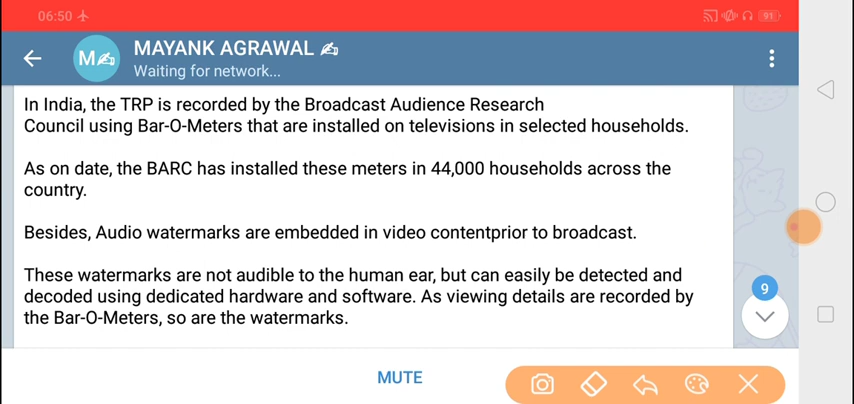 06:50
91
MAYANK AGRAWAL ✍
Waiting for network...
M✍
In India, the TRP is recorded by the Broadcast Audience Research
Council using Bar-O-Meters that are installed on televisions in selected households.
As on date, the BARC has installed these meters in 44,000 households across the
country.
Besides, Audio watermarks are embedded in video contentprior to broadcast.
These watermarks are not audible to the human ear, but can easily be detected and
decoded using dedicated hardware and software. As viewing details are recorded by
the Bar-O-Meters, so are the watermarks.
9
MUTE